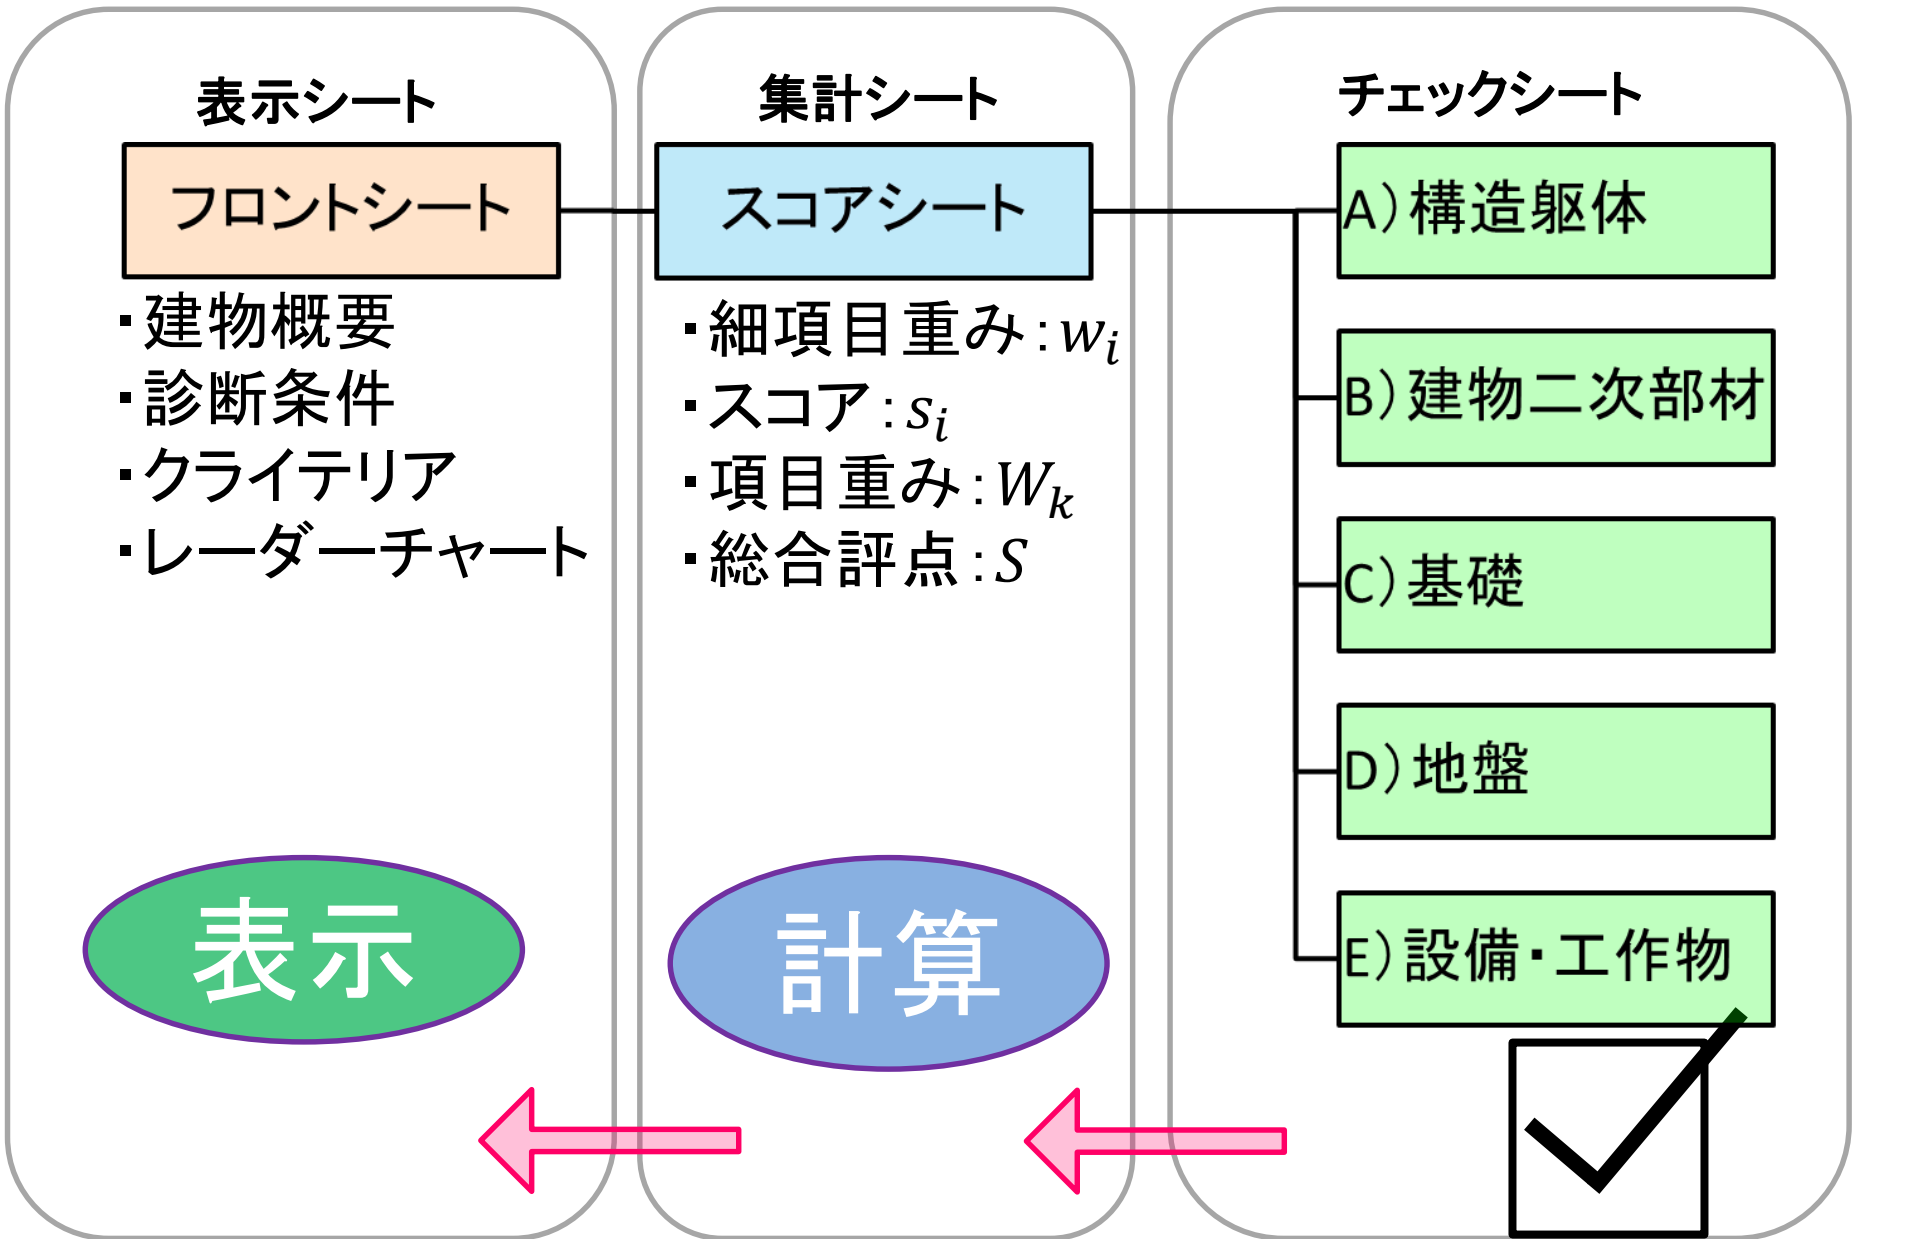 表示シート
フロントシート
・建物概要
・診断条件
・クライテリア
・レーダーチャート
表示
集計シート
スコアシート
・細項目重み：w_i
・スコア：s_i
・項目重み：W_k
・総合評点：S
計算
チェックシート
A）構造躯体
B）建物二次部材
C）基礎
D）地盤
E）設備・工作物